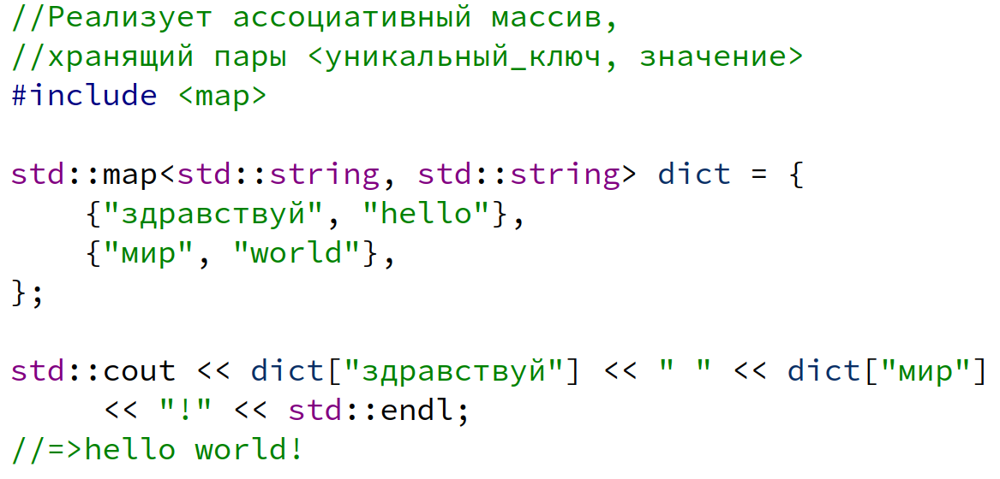 //Реализует ассоциативный массив,
//хранящий пары <уникальный_ключ, значение>
#include <map>
std::map<std::string, std::string> dict = {
{"здравствуй", "hello"},
{"мир", "world"},
};
std::cout << dict["здравствуй"] << " " << dict["мир"]
<< "!" << std::endl;
//=>hello world!